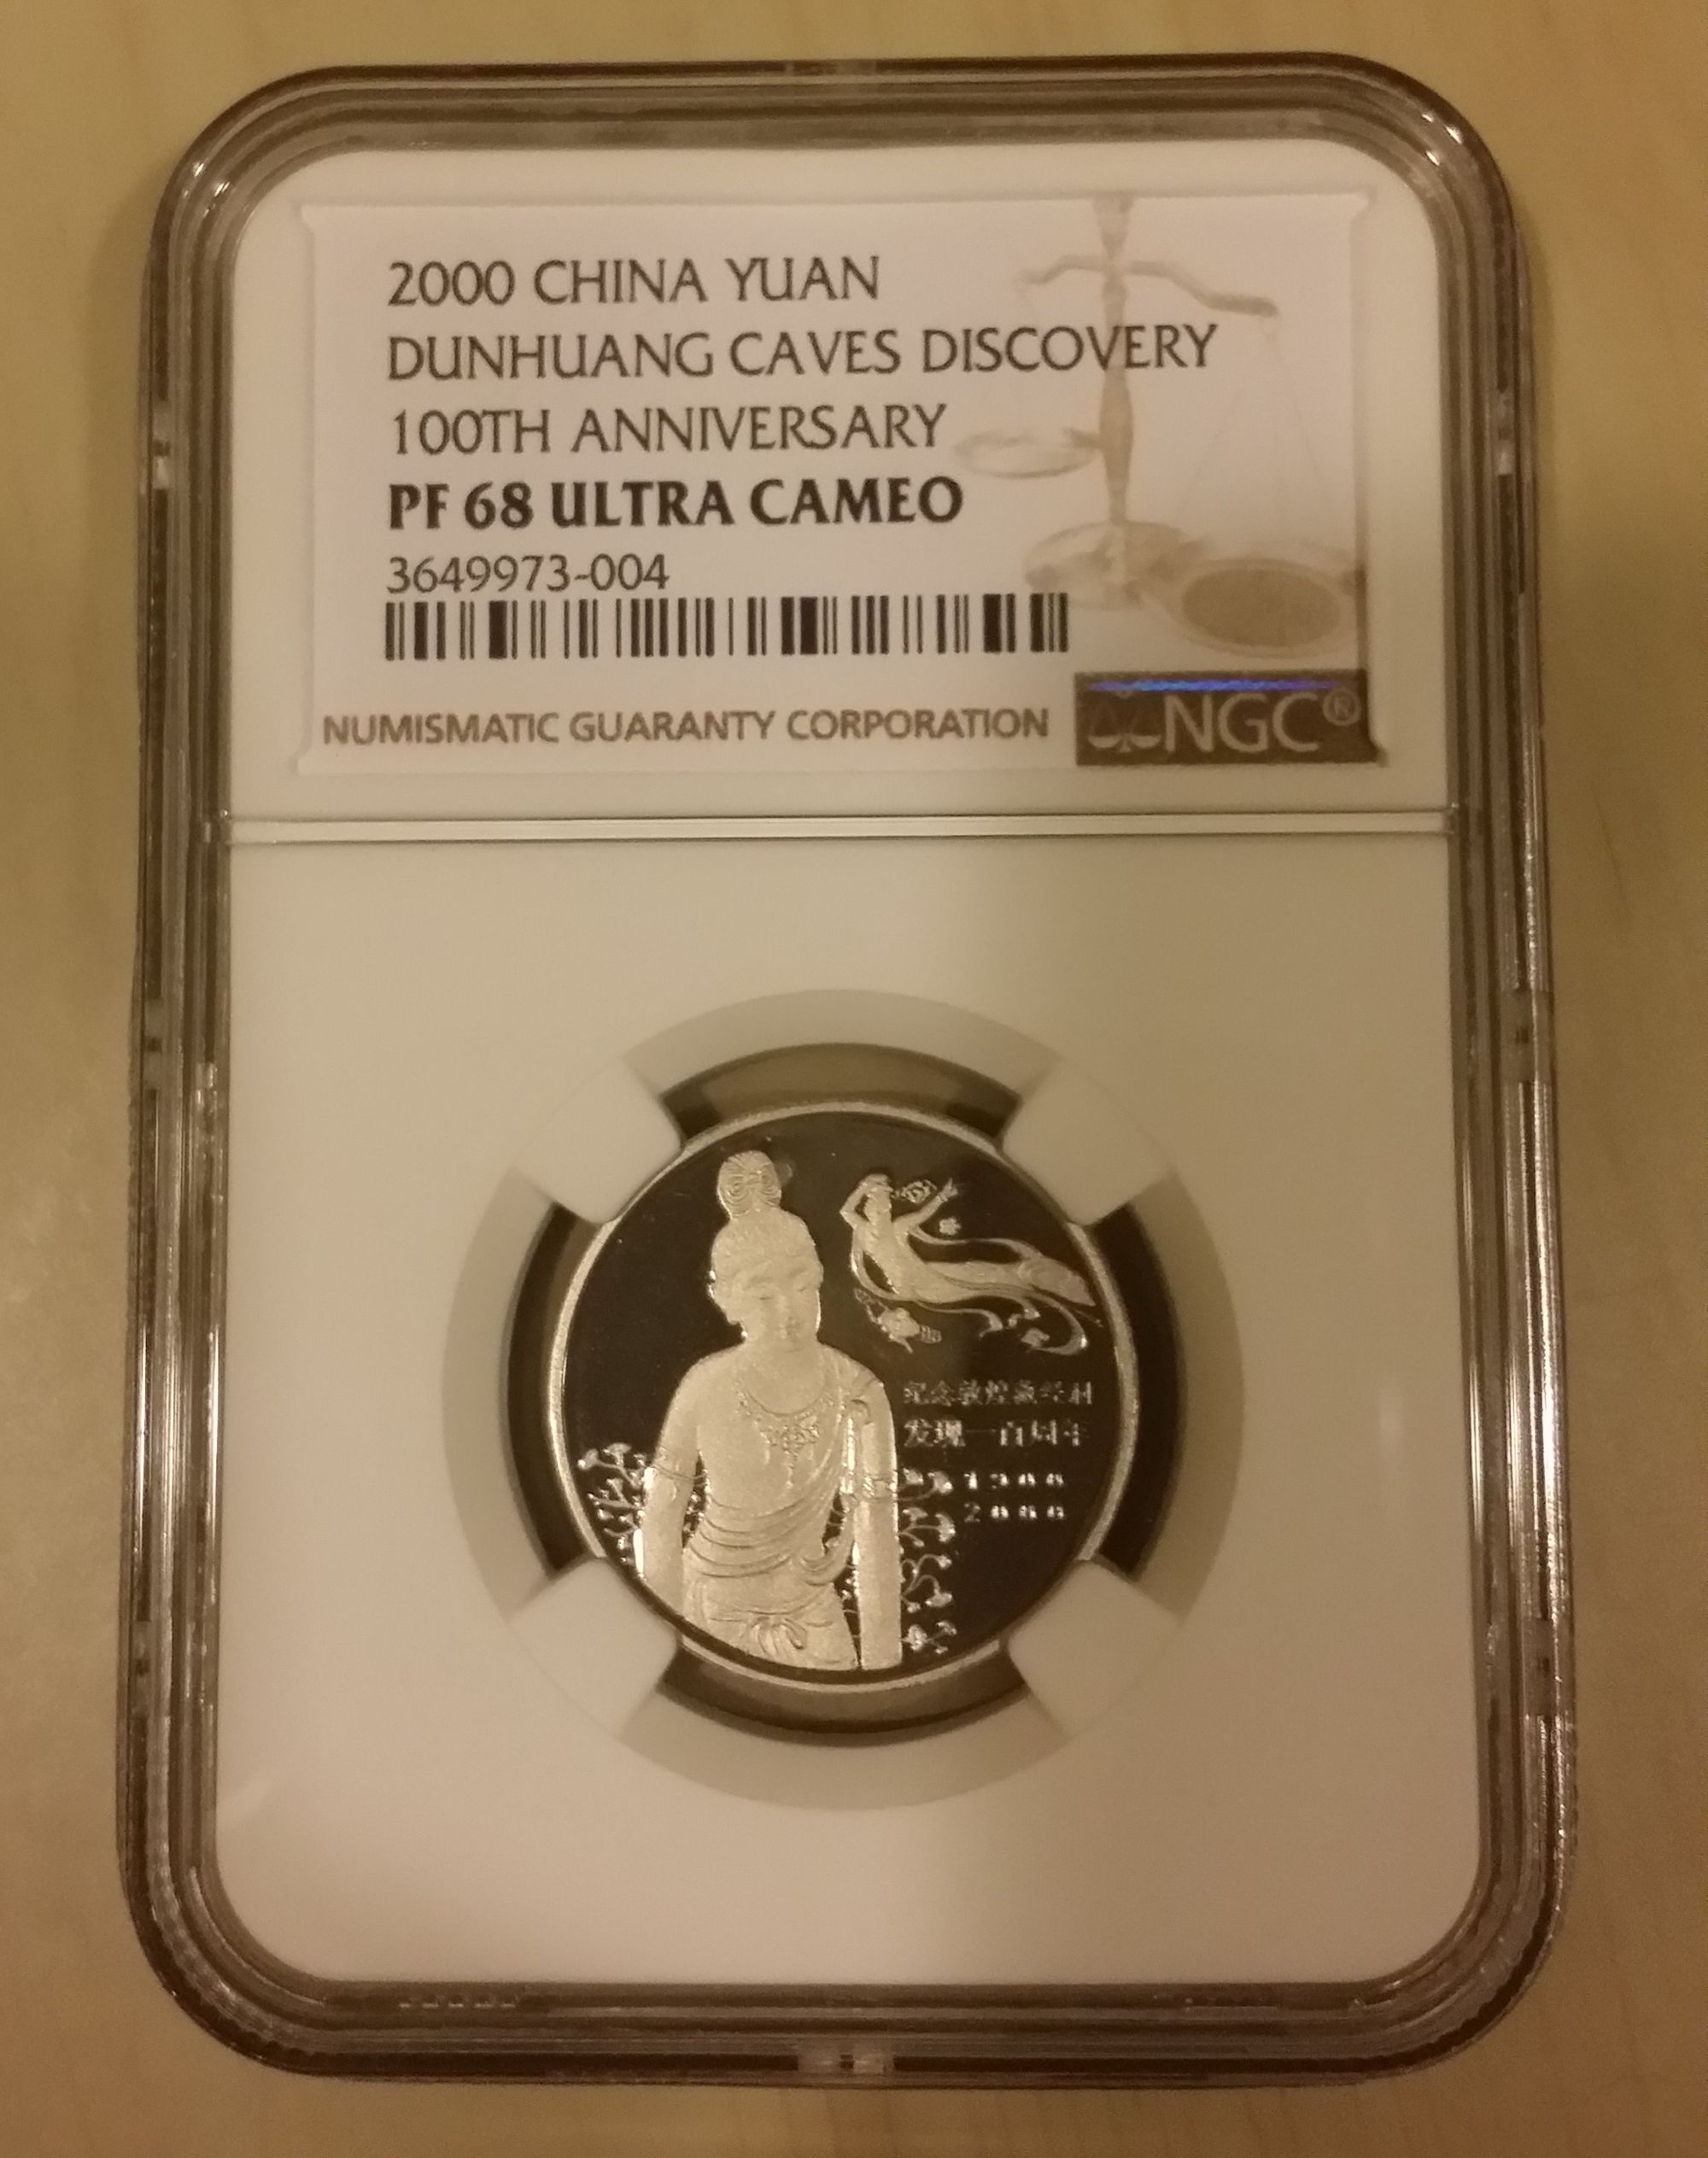 2000 CHINA YUAN
DUNHUANG CAVES DISCOVERY
100TH ANNIVERSARY
PF 68 ULTRA CAMEO
3649973-004
NUMISMATIC GUARANTY CORPORATION
NGC®
纪念敦煌藏经洞
发现一百周年
1900
2000